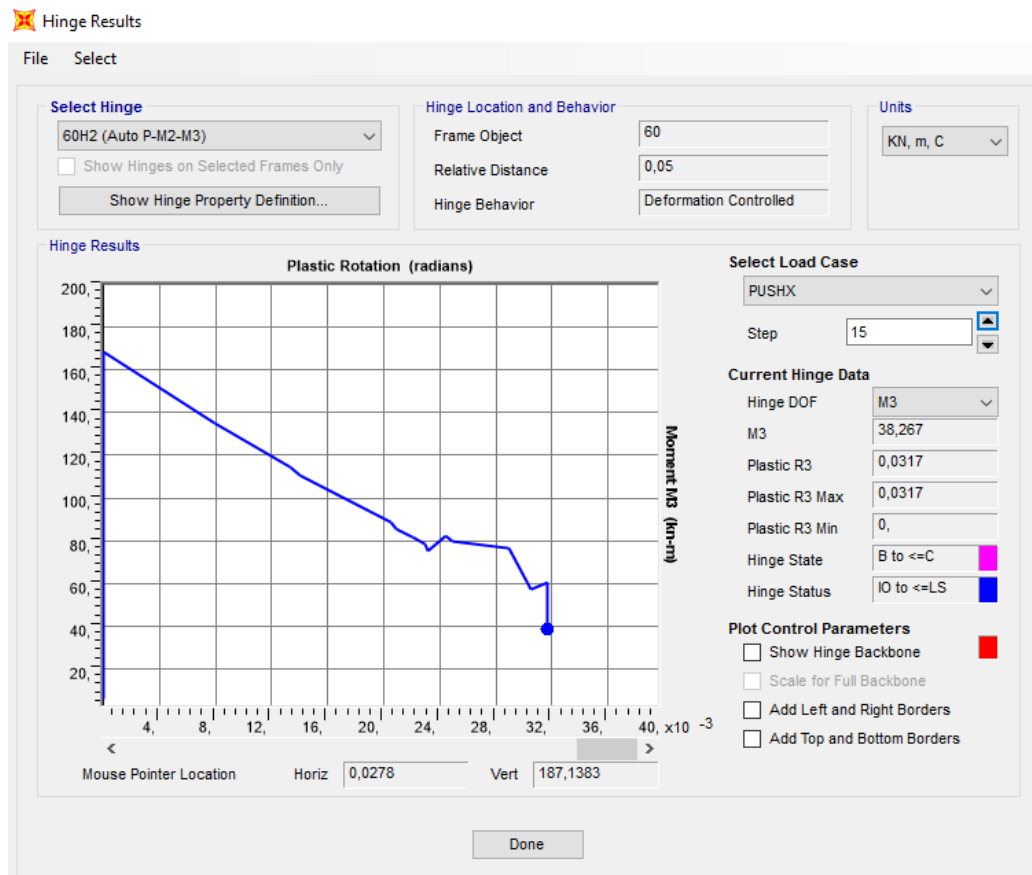 Hinge Results
File Select
Select Hinge
60H2 (Auto P-M2-M3)
Show Hinges on Selected Frames Only
Show Hinge Property Definition...
Hinge Location and Behavior
Frame Object 60
Relative Distance 0,05
Hinge Behavior Deformation Controlled
Units
KN, m, C
Hinge Results
Plastic Rotation (radians)
200,
180,
160,
140,
120,
100,
80,
60,
40,
20,
4, 8, 12, 16, 20, 24, 28, 32, 36, 40, x10 -3
Moment M3 (kn-m)
Mouse Pointer Location Horiz 0,0278 Vert 187,1383
Select Load Case
PUSHX
Step 15
Current Hinge Data
Hinge DOF M3
M3 38,267
Plastic R3 0,0317
Plastic R3 Max 0,0317
Plastic R3 Min 0,
Hinge State B to <=C
Hinge Status IO to <=LS
Plot Control Parameters
Show Hinge Backbone
Scale for Full Backbone
Add Left and Right Borders
Add Top and Bottom Borders
Done